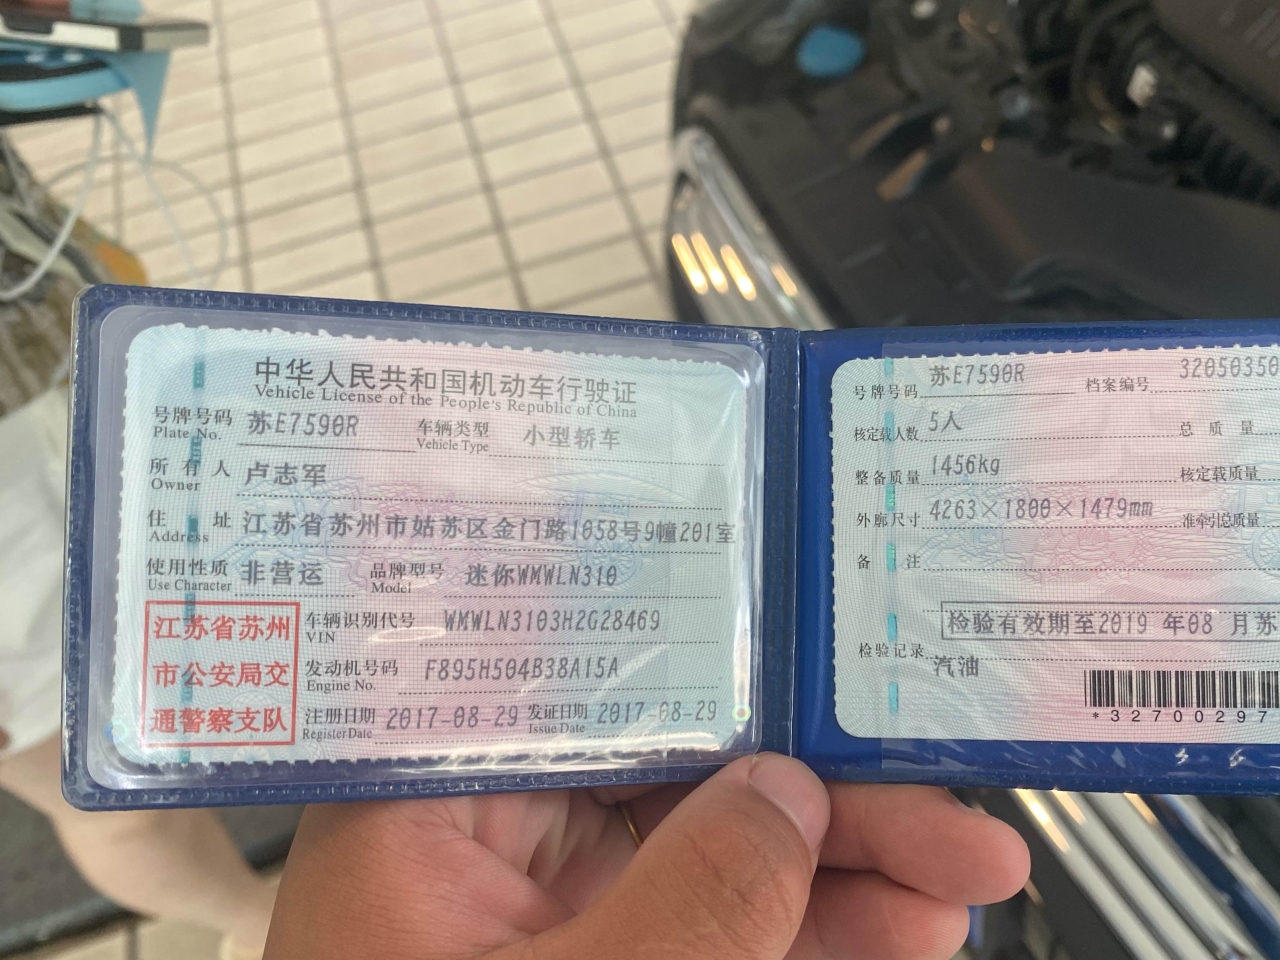 中华人民共和国机动车行驶证
Vehicle License of the People's Republic of China
号牌号码 苏E7590R 车辆类型 小型轿车
Plate No. Vehicle Type
所有人 卢志军
Owner
住址 江苏省苏州市姑苏区金门路1058号9幢201室
Address
使用性质 非营运 品牌型号 迷你WMWLN310
Use Character Model
江苏省苏州
市公安局交
通警察支队
车辆识别代号 WMWLN3103H2G28469
VIN
发动机号码 F895H504B38A15A
Engine No.
注册日期 2017-08-29 发证日期 2017-08-29
Register Date Issue Date
号牌号码 苏E7590R 档案编号 32050350
核定载人数 5人 总质量
整备质量 1456kg 核定载质量
外廓尺寸 4263×1800×1479mm 准牵引总质量
备注
检验有效期至2019 年08 月苏
检验记录
汽油
*32700297